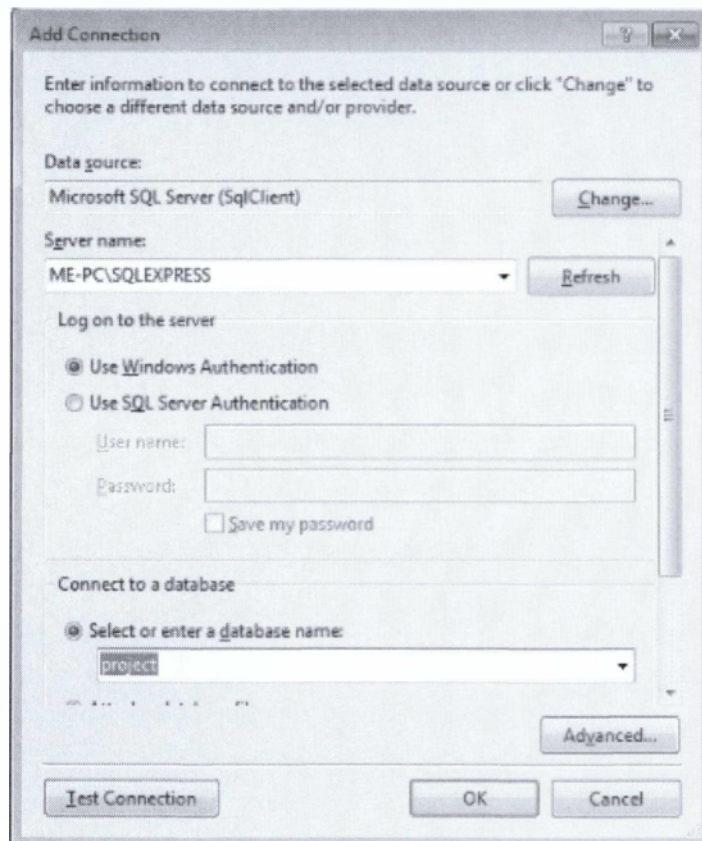 Add Connection
Enter information to connect to the selected data source or click "Change" to
choose a different data source and/or provider.
Data source:
Microsoft SQL Server (SqlClient)
Change...
Server name:
ME-PC\SQLEXPRESS
Refresh
Log on to the server
Use Windows Authentication
Use SQL Server Authentication
User name:
Password:
Save my password
Connect to a database
Select or enter a database name:
project
Advanced...
Test Connection
OK
Cancel